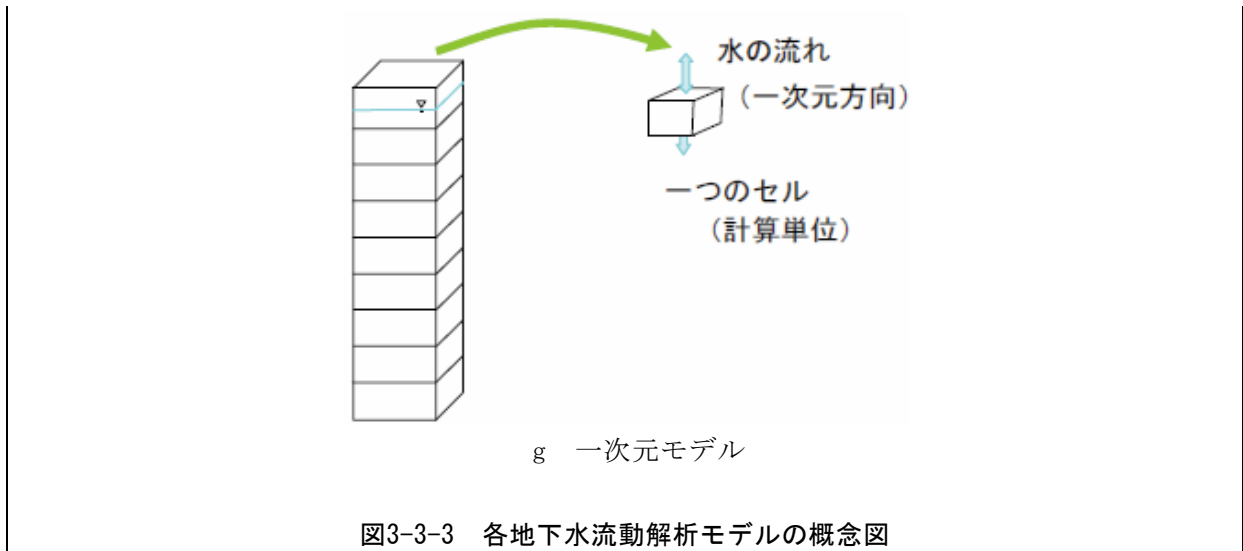 水の流れ
（一次元方向）
一つのセル
（計算単位）
g　一次元モデル
図3-3-3　各地下水流動解析モデルの概念図